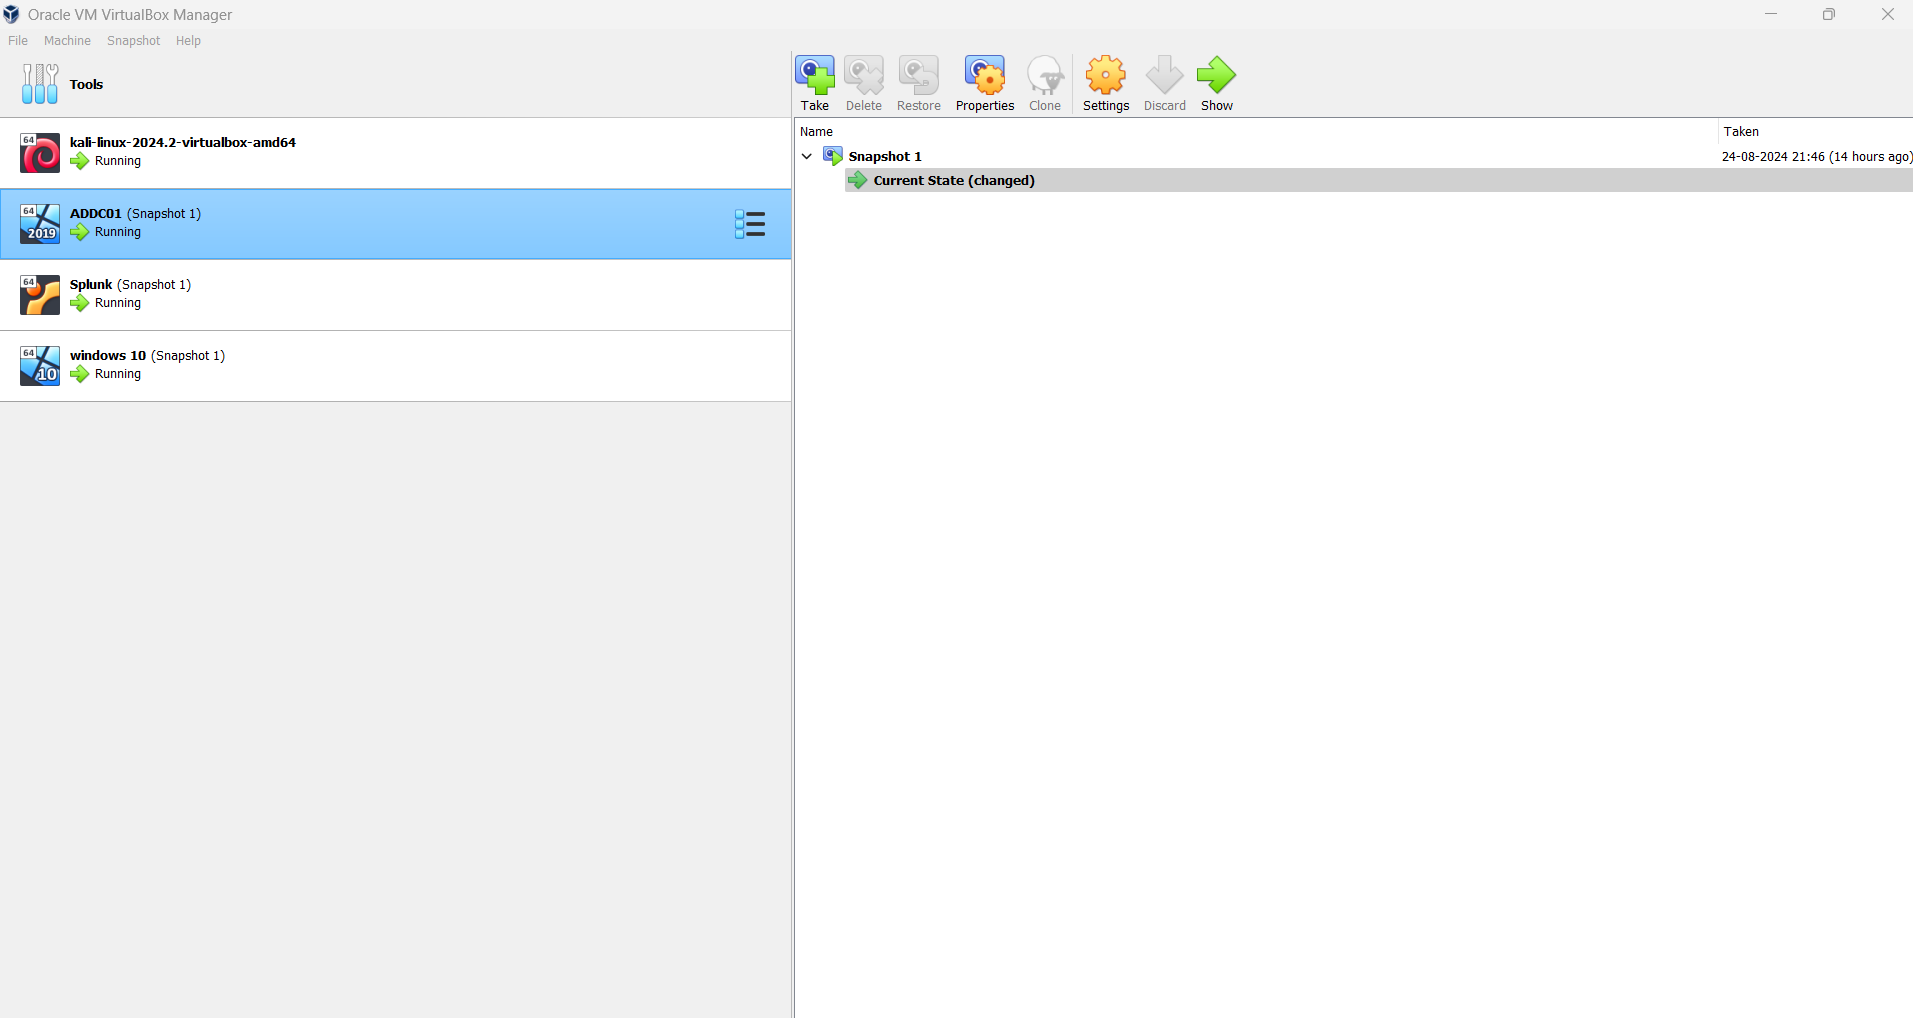 Oracle VM VirtualBox Manager
File Machine Snapshot Help
Tools
64
kali-linux-2024.2-virtualbox-amd64
Running
64
2019
ADDC01 (Snapshot 1)
Running
64
Splunk (Snapshot 1)
Running
64
10
windows 10 (Snapshot 1)
Running
Take Delete Restore Properties Clone Settings Discard Show
Name Taken
Snapshot 1 24-08-2024 21:46 (14 hours ago)
Current State (changed)